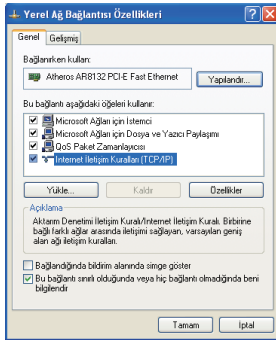 Yerel Ağ Bağlantısı Özellikleri
Genel Gelişmiş
Bağlanırken kullan:
Atheros AR8132 PCI-E Fast Ethernet Yapılandır...
Bu bağlantı aşağıdaki öğeleri kullanır:
Microsoft Ağları için İstemci
Microsoft Ağları için Dosya ve Yazıcı Paylaşımı
QoS Paket Zamanlayıcısı
Internet İletişim Kuralları (TCP/IP)
Yükle... Kaldır Özellikler
Açıklama
Aktarım Denetimi İletişim Kuralı/Internet İletişim Kuralı. Birbirine
bağlı farklı ağlar arasında iletişimi sağlayan, varsayılan geniş
alan ağı iletişim kuralları.
Bağlandığında bildirim alanında simge göster
Bu bağlantı sınırlı olduğunda veya hiç bağlantı olmadığında beni
bilgilendir
Tamam İptal